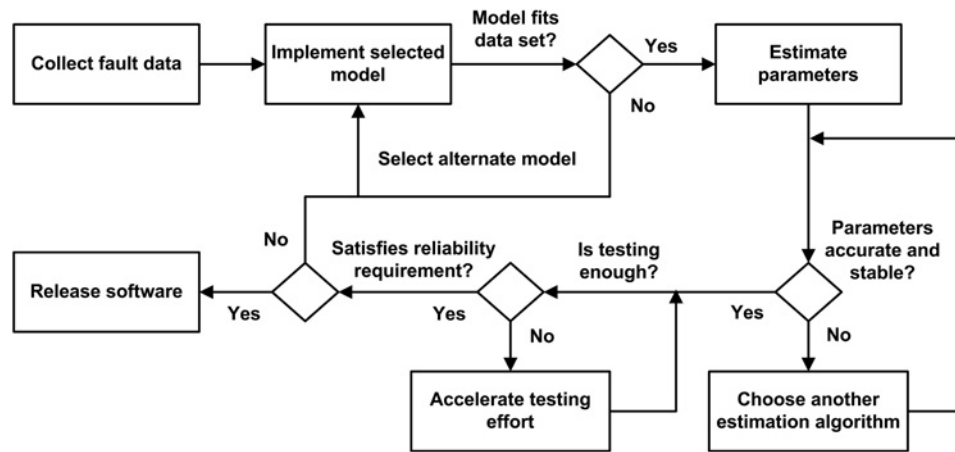 Collect fault data
Implement selected
model
Model fits
data set?
Yes
No
Estimate
parameters
Select alternate model
Parameters
accurate and
stable?
Yes
No
Is testing
enough?
Yes
No
Satisfies reliability
requirement?
No
Yes
Release software
Accelerate testing
effort
Choose another
estimation algorithm